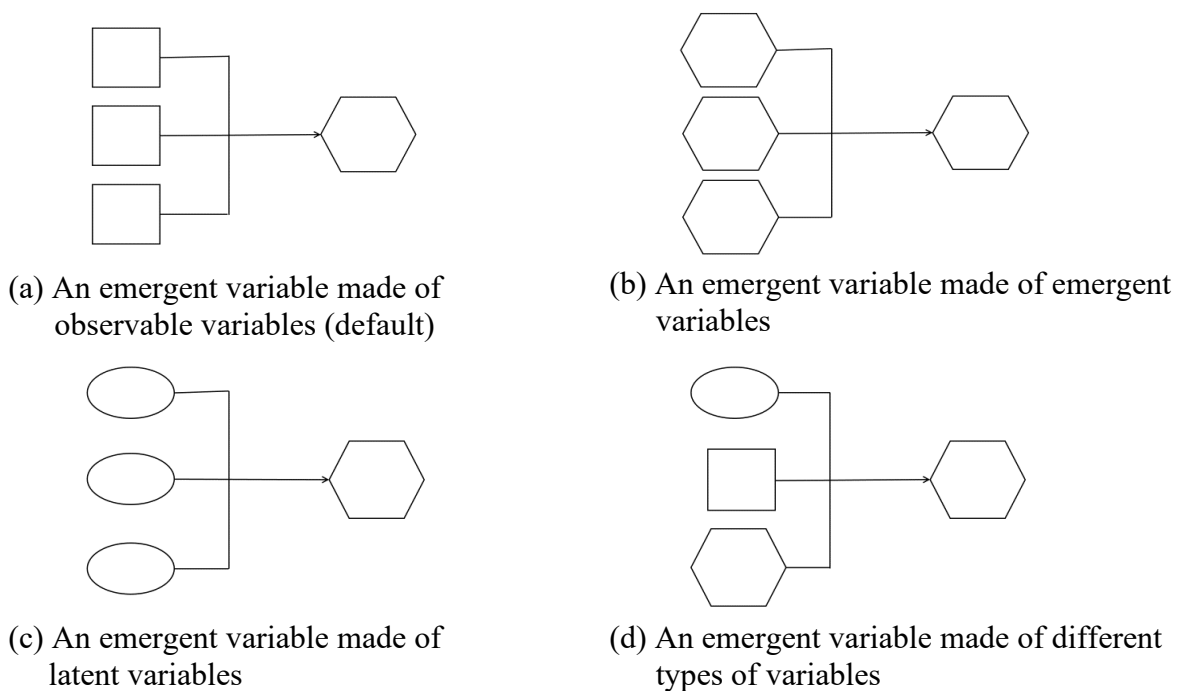 (a) An emergent variable made of
observable variables (default)
(b) An emergent variable made of emergent
variables
(c) An emergent variable made of
latent variables
(d) An emergent variable made of different
types of variables